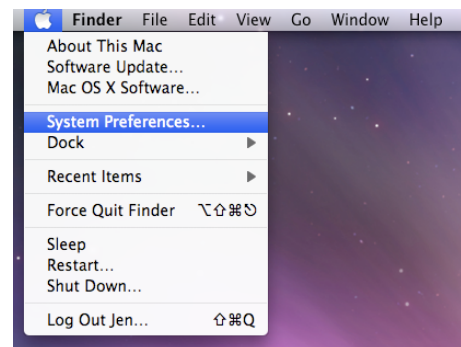 Finder File Edit View Go Window Help
About This Mac
Software Update...
Mac OS X Software...
System Preferences...
Dock ▶
Recent Items ▶
Force Quit Finder ⌥⇧⌘⎋
Sleep
Restart...
Shut Down...
Log Out Jen... ⇧⌘Q